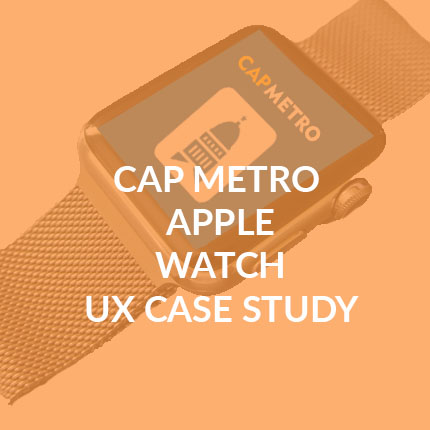 CAPMETRO
CAP METRO
APPLE
WATCH
UX CASE STUDY